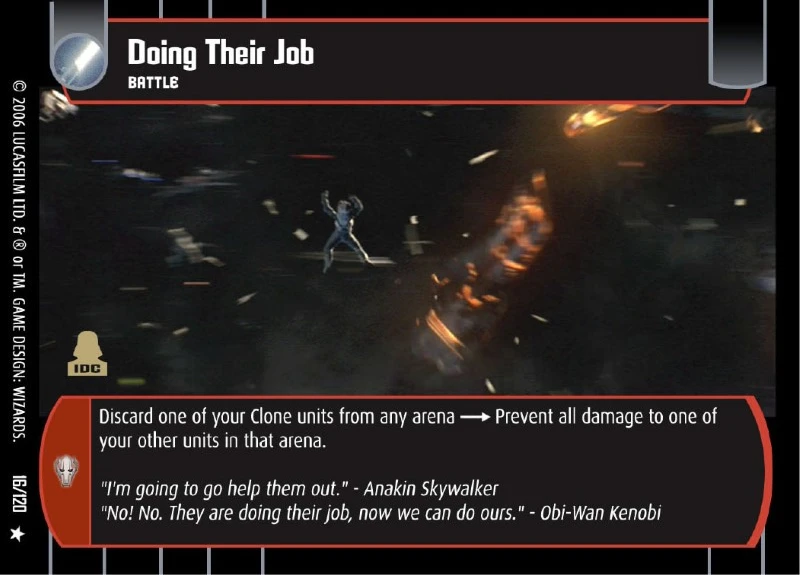 Doing Their Job
BATTLE
© 2006 LUCASFILM LTD. & ® or TM. GAME DESIGN: WIZARDS. 16/120 ★
IDC
Discard one of your Clone units from any arena → Prevent all damage to one of
your other units in that arena.
"I'm going to go help them out." - Anakin Skywalker
"No! No. They are doing their job, now we can do ours." - Obi-Wan Kenobi